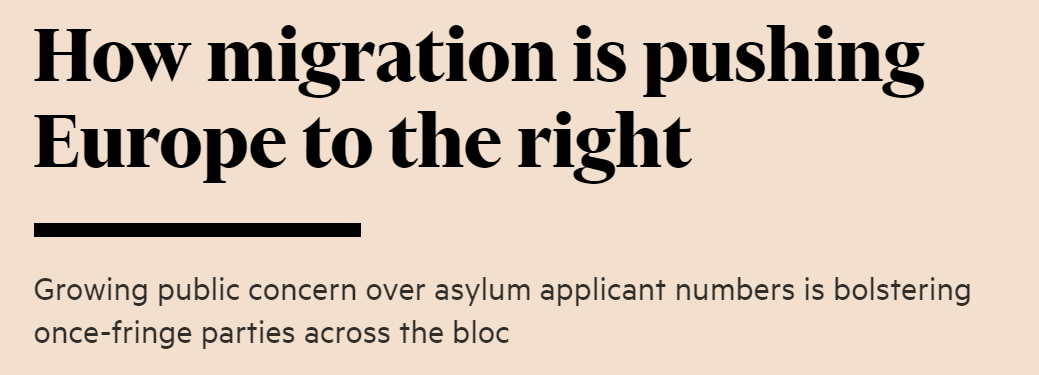 How migration is pushing
Europe to the right
Growing public concern over asylum applicant numbers is bolstering
once-fringe parties across the bloc